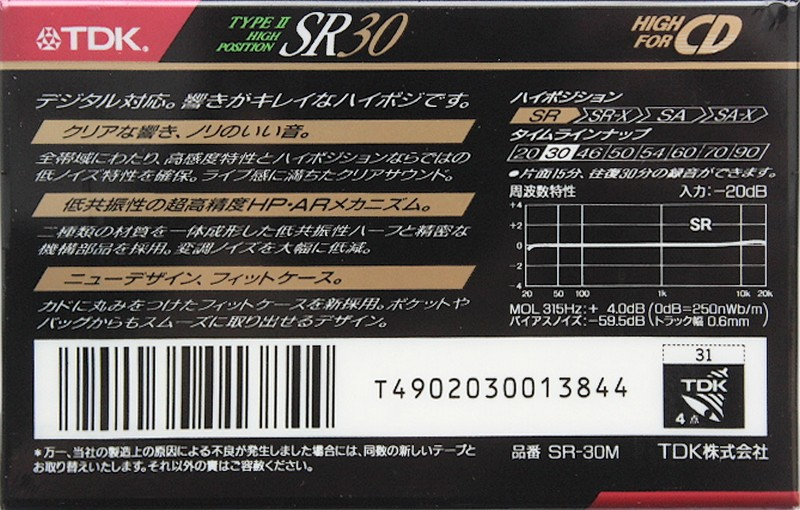 TDK.
TYPE II
HIGH
POSITION
SR30
HIGH
FOR CD
デジタル対応。響きがキレイなハイポジです。
クリアな響き、ノリのいい音。
全帯域にわたり、高感度特性とハイポジションならではの
低ノイズ特性を確保。ライブ感に満ちたクリアサウンド。
低共振性の超高精度HP・ARメカニズム。
二種類の材質を一体成形した低共振性ハーフと精密な
機構部品を採用。変調ノイズを大幅に低減。
ニューデザイン、フィットケース。
カドに丸みをつけたフィットケースを新採用。ポケットや
バッグからもスムーズに取り出せるデザイン。
ハイポジション
SR SR-X SA SA-X
タイムラインナップ
20 30 46 50 54 60 70 90
●片面15分、往復30分の録音ができます。
周波数特性 入力:-20dB
+4
+2
0
-2
-4
SR
20 50 100 1k 10k 20k
MOL 315Hz:+ 4.0dB (0dB=250nWb/m)
バイアスノイズ:-59.5dB (トラック幅 0.6mm)
T4902030013844
31
TDK
4点
*万一、当社の製造上の原因による不良が発生しました場合には、同数の新しいテープと
お取り替えいたします。それ以外の責はご容赦ください。
品番 SR-30M TDK株式会社